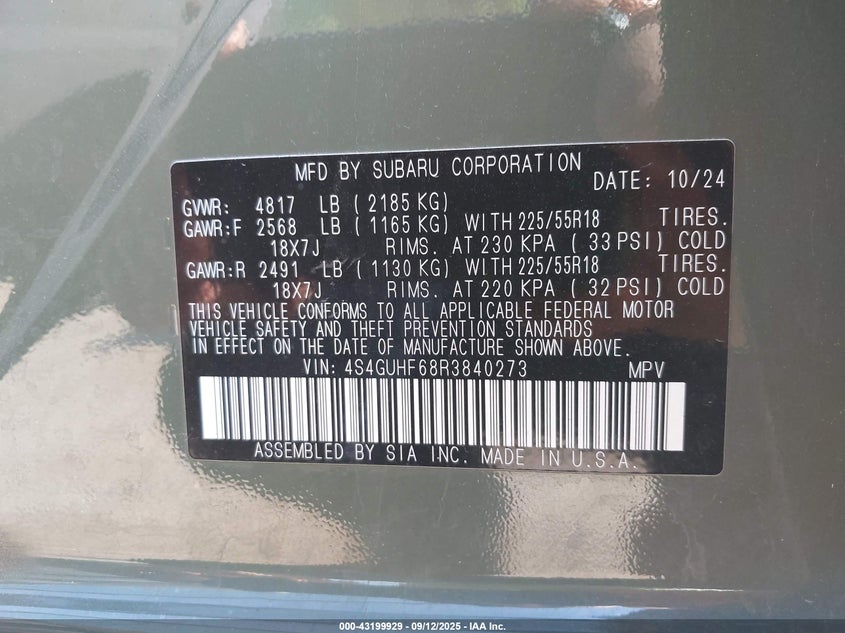 MFD BY SUBARU CORPORATION
DATE: 10/24
GVWR: 4817 LB ( 2185 KG)
GAWR:F 2568 LB ( 1165 KG) WITH 225/55R18 TIRES.
18X7J RIMS. AT 230 KPA ( 33 PSI) COLD
GAWR:R 2491 LB ( 1130 KG) WITH 225/55R18 TIRES.
18X7J RIMS. AT 220 KPA ( 32 PSI) COLD
THIS VEHICLE CONFORMS TO ALL APPLICABLE FEDERAL MOTOR
VEHICLE SAFETY AND THEFT PREVENTION STANDARDS
IN EFFECT ON THE DATE OF MANUFACTURE SHOWN ABOVE.
VIN: 4S4GUHF68R3840273 MPV
ASSEMBLED BY SIA INC. MADE IN U.S.A.
000-43199929 - 09/12/2025 - IAA Inc.